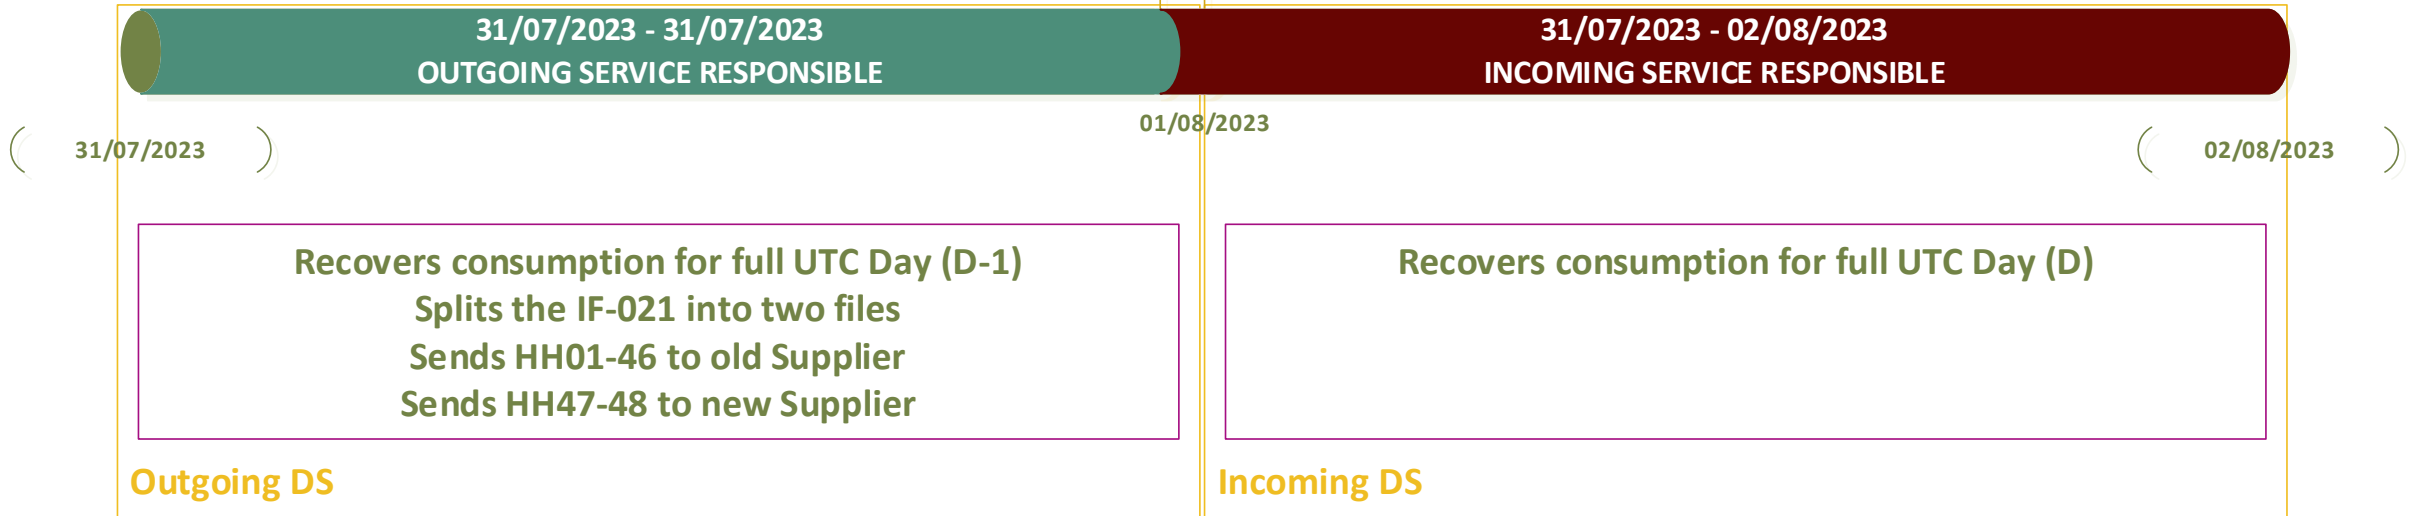 31/07/2023 - 31/07/2023
OUTGOING SERVICE RESPONSIBLE
31/07/2023 - 02/08/2023
INCOMING SERVICE RESPONSIBLE
01/08/2023
31/07/2023
02/08/2023
Recovers consumption for full UTC Day (D-1)
Splits the IF-021 into two files
Sends HH01-46 to old Supplier
Sends HH47-48 to new Supplier
Recovers consumption for full UTC Day (D)
Outgoing DS
Incoming DS